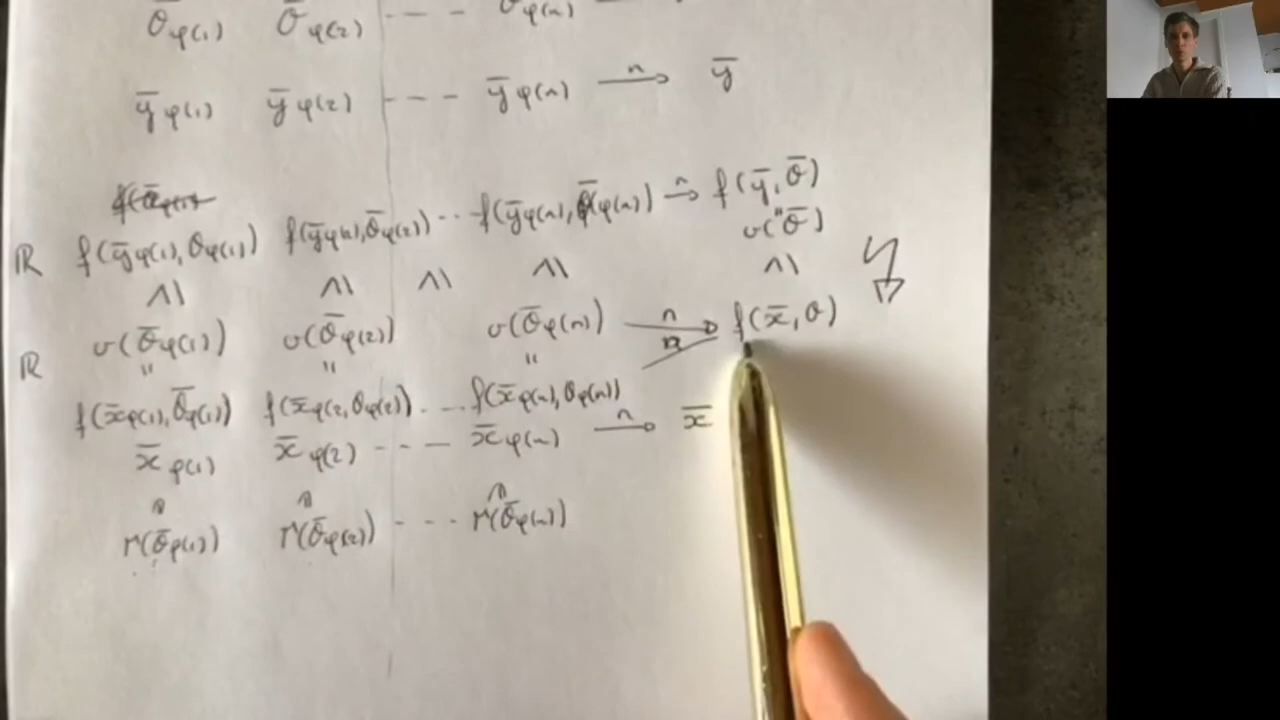 θ̄φ(1) θ̄φ(2) ---- θ̄φ(n)
ȳφ(1) ȳφ(2) --- ȳφ(n) —n→ ȳ
ℝ f(ȳφ(1), θφ(1)) f(ȳφ(2), θ̄φ(2)) --- f(ȳφ(n), θ̄φ(n)) —n→ f(ȳ, θ̄)
" v(θ̄)
∧| ∧| ∧| ∧| ∧| ↯
ℝ v(θ̄φ(1)) v(θ̄φ(2)) v(θ̄φ(n)) —n→ f(x̄, θ)
" " " n
f(x̄φ(1), θ̄φ(1)) f(x̄φ(2, θφ(2)) --- f(x̄φ(n), θφ(n))
x̄φ(1) x̄φ(2) --- x̄φ(n) —n→ x̄
r(θ̄φ(1)) r(θ̄φ(2)) --- r(θ̄φ(n))